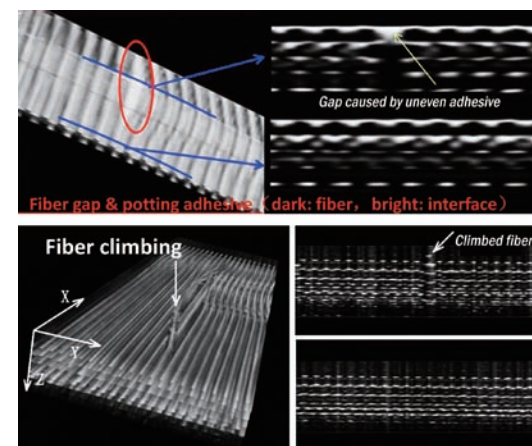 Gap caused by uneven adhesive
Fiber gap & potting adhesive（dark: fiber， bright: interface）
Fiber climbing
Climbed fiber
X
Y
Z